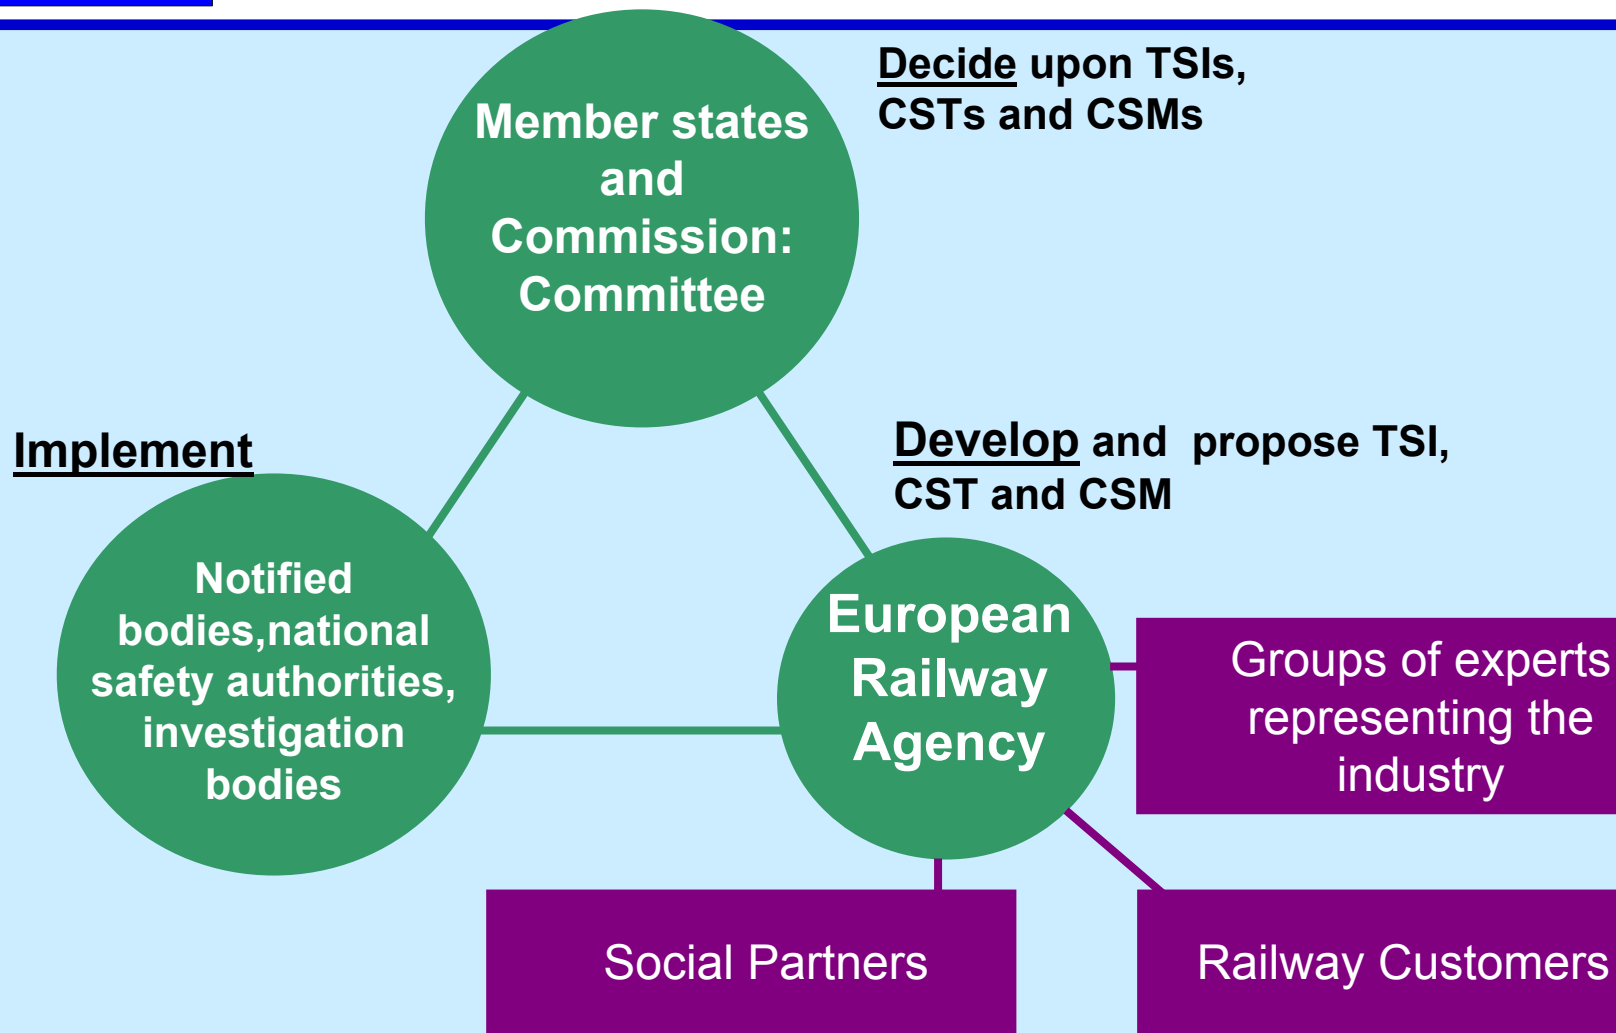 Decide upon TSIs,
CSTs and CSMs
Member states
and
Commission:
Committee
Implement
Develop and  propose TSI,
CST and CSM
Notified
bodies,national
safety authorities,
investigation
bodies
European
Railway
Agency
Groups of experts
representing the
industry
Social Partners
Railway Customers